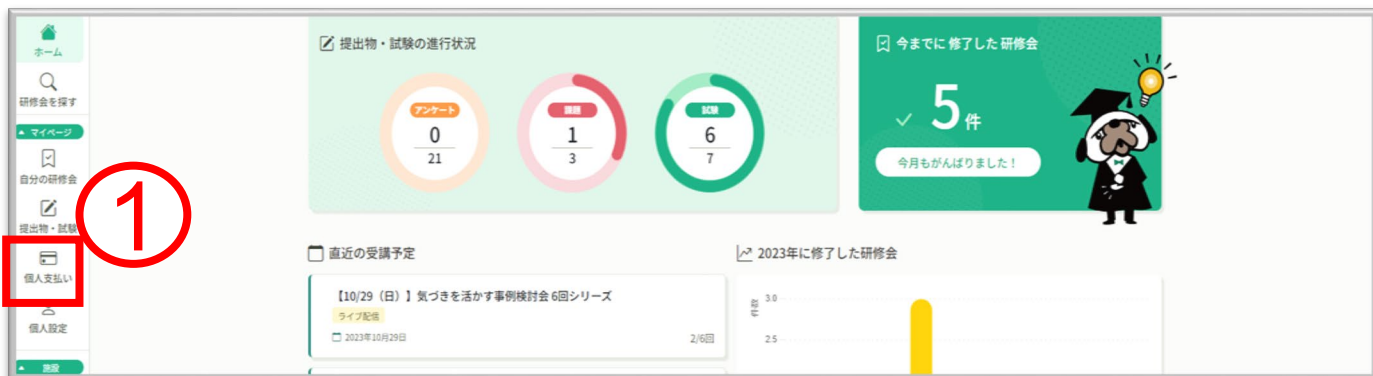 ホーム
研修会を探す
マイページ
自分の研修会
提出物・試験
個人支払い
個人設定
施設
①
提出物・試験の進行状況
アンケート
0
21
課題
1
3
試験
6
7
今までに修了した研修会
5件
今月もがんばりました！
直近の受講予定
【10/29（日）】気づきを活かす事例検討会 6回シリーズ
ライブ配信
2023年10月29日
2/6回
2023年に修了した研修会
件数
3.0
2.5